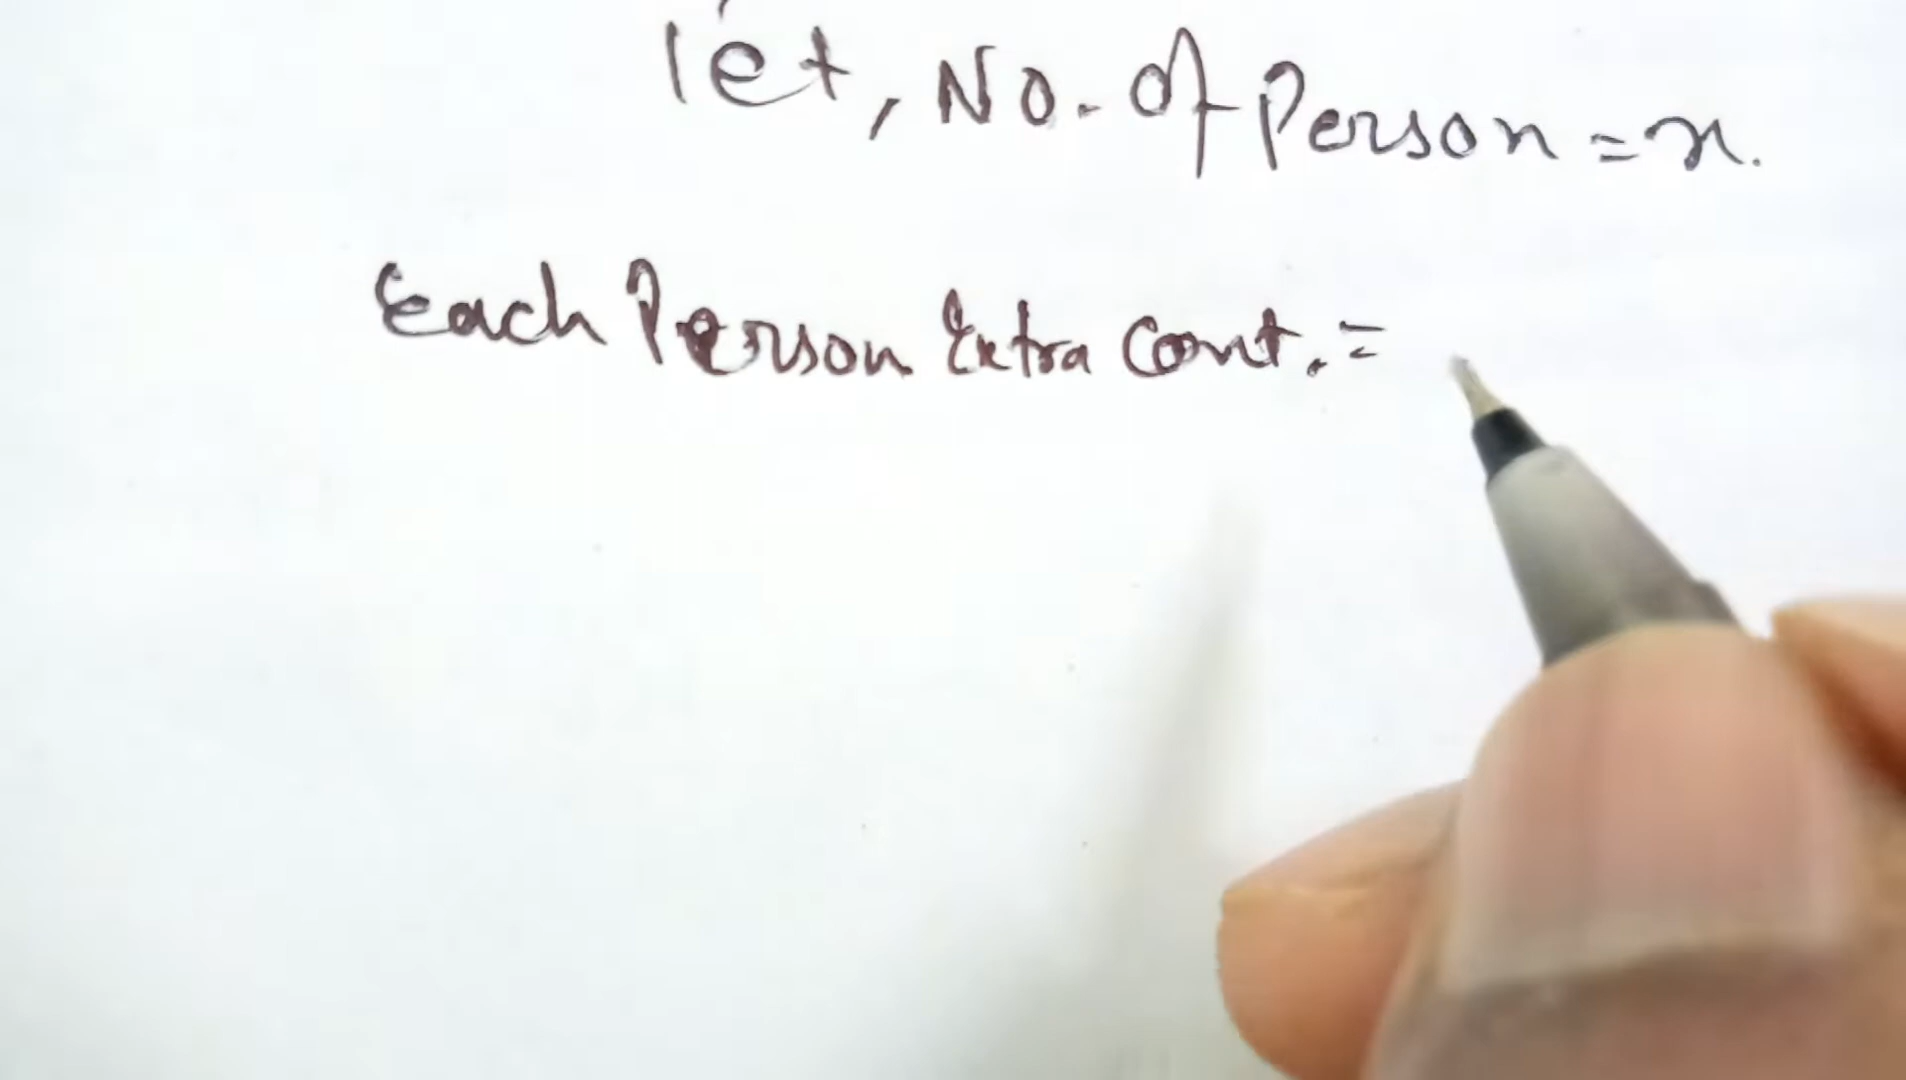 let, No. of Person = x.
Each Person Extra Cont. =